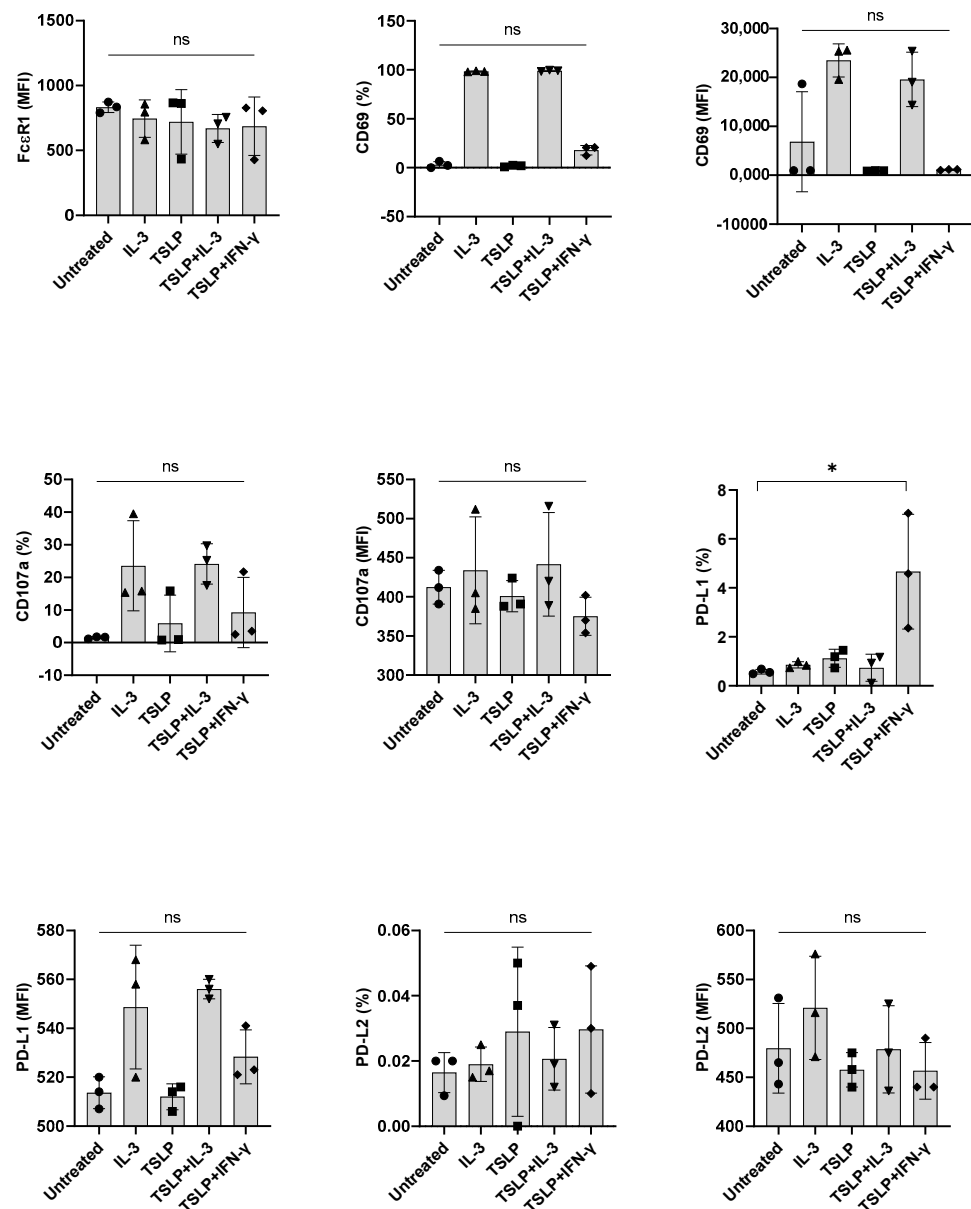 ns
FcεR1 (MFI)
1500
1000
500
0
Untreated
IL-3
TSLP
TSLP+IL-3
TSLP+IFN-γ
ns
CD69 (%)
150
100
50
0
-50
Untreated
IL-3
TSLP
TSLP+IL-3
TSLP+IFN-γ
ns
CD69 (MFI)
30,000
20,000
10,000
0,000
-10000
Untreated
IL-3
TSLP
TSLP+IL-3
TSLP+IFN-γ
ns
CD107a (%)
50
40
30
20
10
0
-10
Untreated
IL-3
TSLP
TSLP+IL-3
TSLP+IFN-γ
ns
CD107a (MFI)
550
500
450
400
350
300
Untreated
IL-3
TSLP
TSLP+IL-3
TSLP+IFN-γ
*
PD-L1 (%)
8
6
4
2
0
Untreated
IL-3
TSLP
TSLP+IL-3
TSLP+IFN-γ
ns
PD-L1 (MFI)
580
560
540
520
500
Untreated
IL-3
TSLP
TSLP+IL-3
TSLP+IFN-γ
ns
PD-L2 (%)
0.06
0.04
0.02
0.00
Untreated
IL-3
TSLP
TSLP+IL-3
TSLP+IFN-γ
ns
PD-L2 (MFI)
600
550
500
450
400
Untreated
IL-3
TSLP
TSLP+IL-3
TSLP+IFN-γ